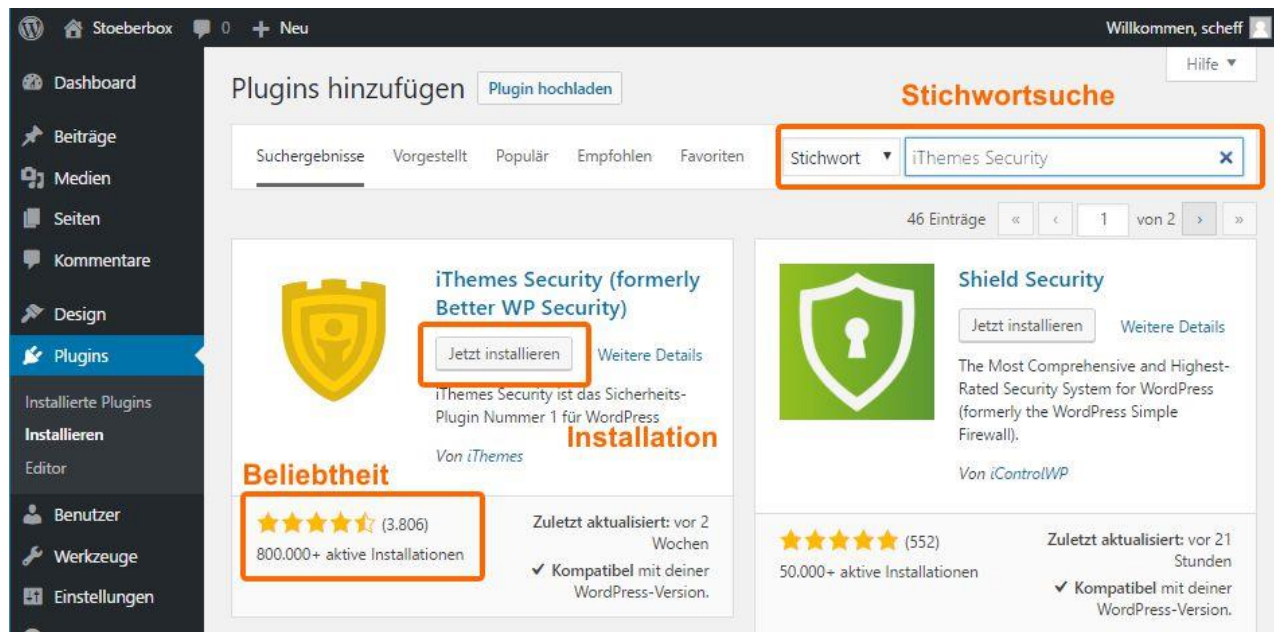 Stoeberbox 0 + Neu Willkommen, scheff
Hilfe ▼
Dashboard
Beiträge
Medien
Seiten
Kommentare
Design
Plugins
Installierte Plugins
Installieren
Editor
Benutzer
Werkzeuge
Einstellungen
Plugins hinzufügen Plugin hochladen
Stichwortsuche
Suchergebnisse Vorgestellt Populär Empfohlen Favoriten Stichwort ▼ iThemes Security ×
46 Einträge « ‹ 1 von 2 › »
iThemes Security (formerly
Better WP Security)
Jetzt installieren Weitere Details
iThemes Security ist das Sicherheits-
Plugin Nummer 1 für WordPress
Installation
Von iThemes
Beliebtheit
(3.806)
800.000+ aktive Installationen
Zuletzt aktualisiert: vor 2
Wochen
✔ Kompatibel mit deiner
WordPress-Version.
Shield Security
Jetzt installieren Weitere Details
The Most Comprehensive and Highest-
Rated Security System for WordPress
(formerly the WordPress Simple
Firewall).
Von iControlWP
(552)
50.000+ aktive Installationen
Zuletzt aktualisiert: vor 21
Stunden
✔ Kompatibel mit deiner
WordPress-Version.